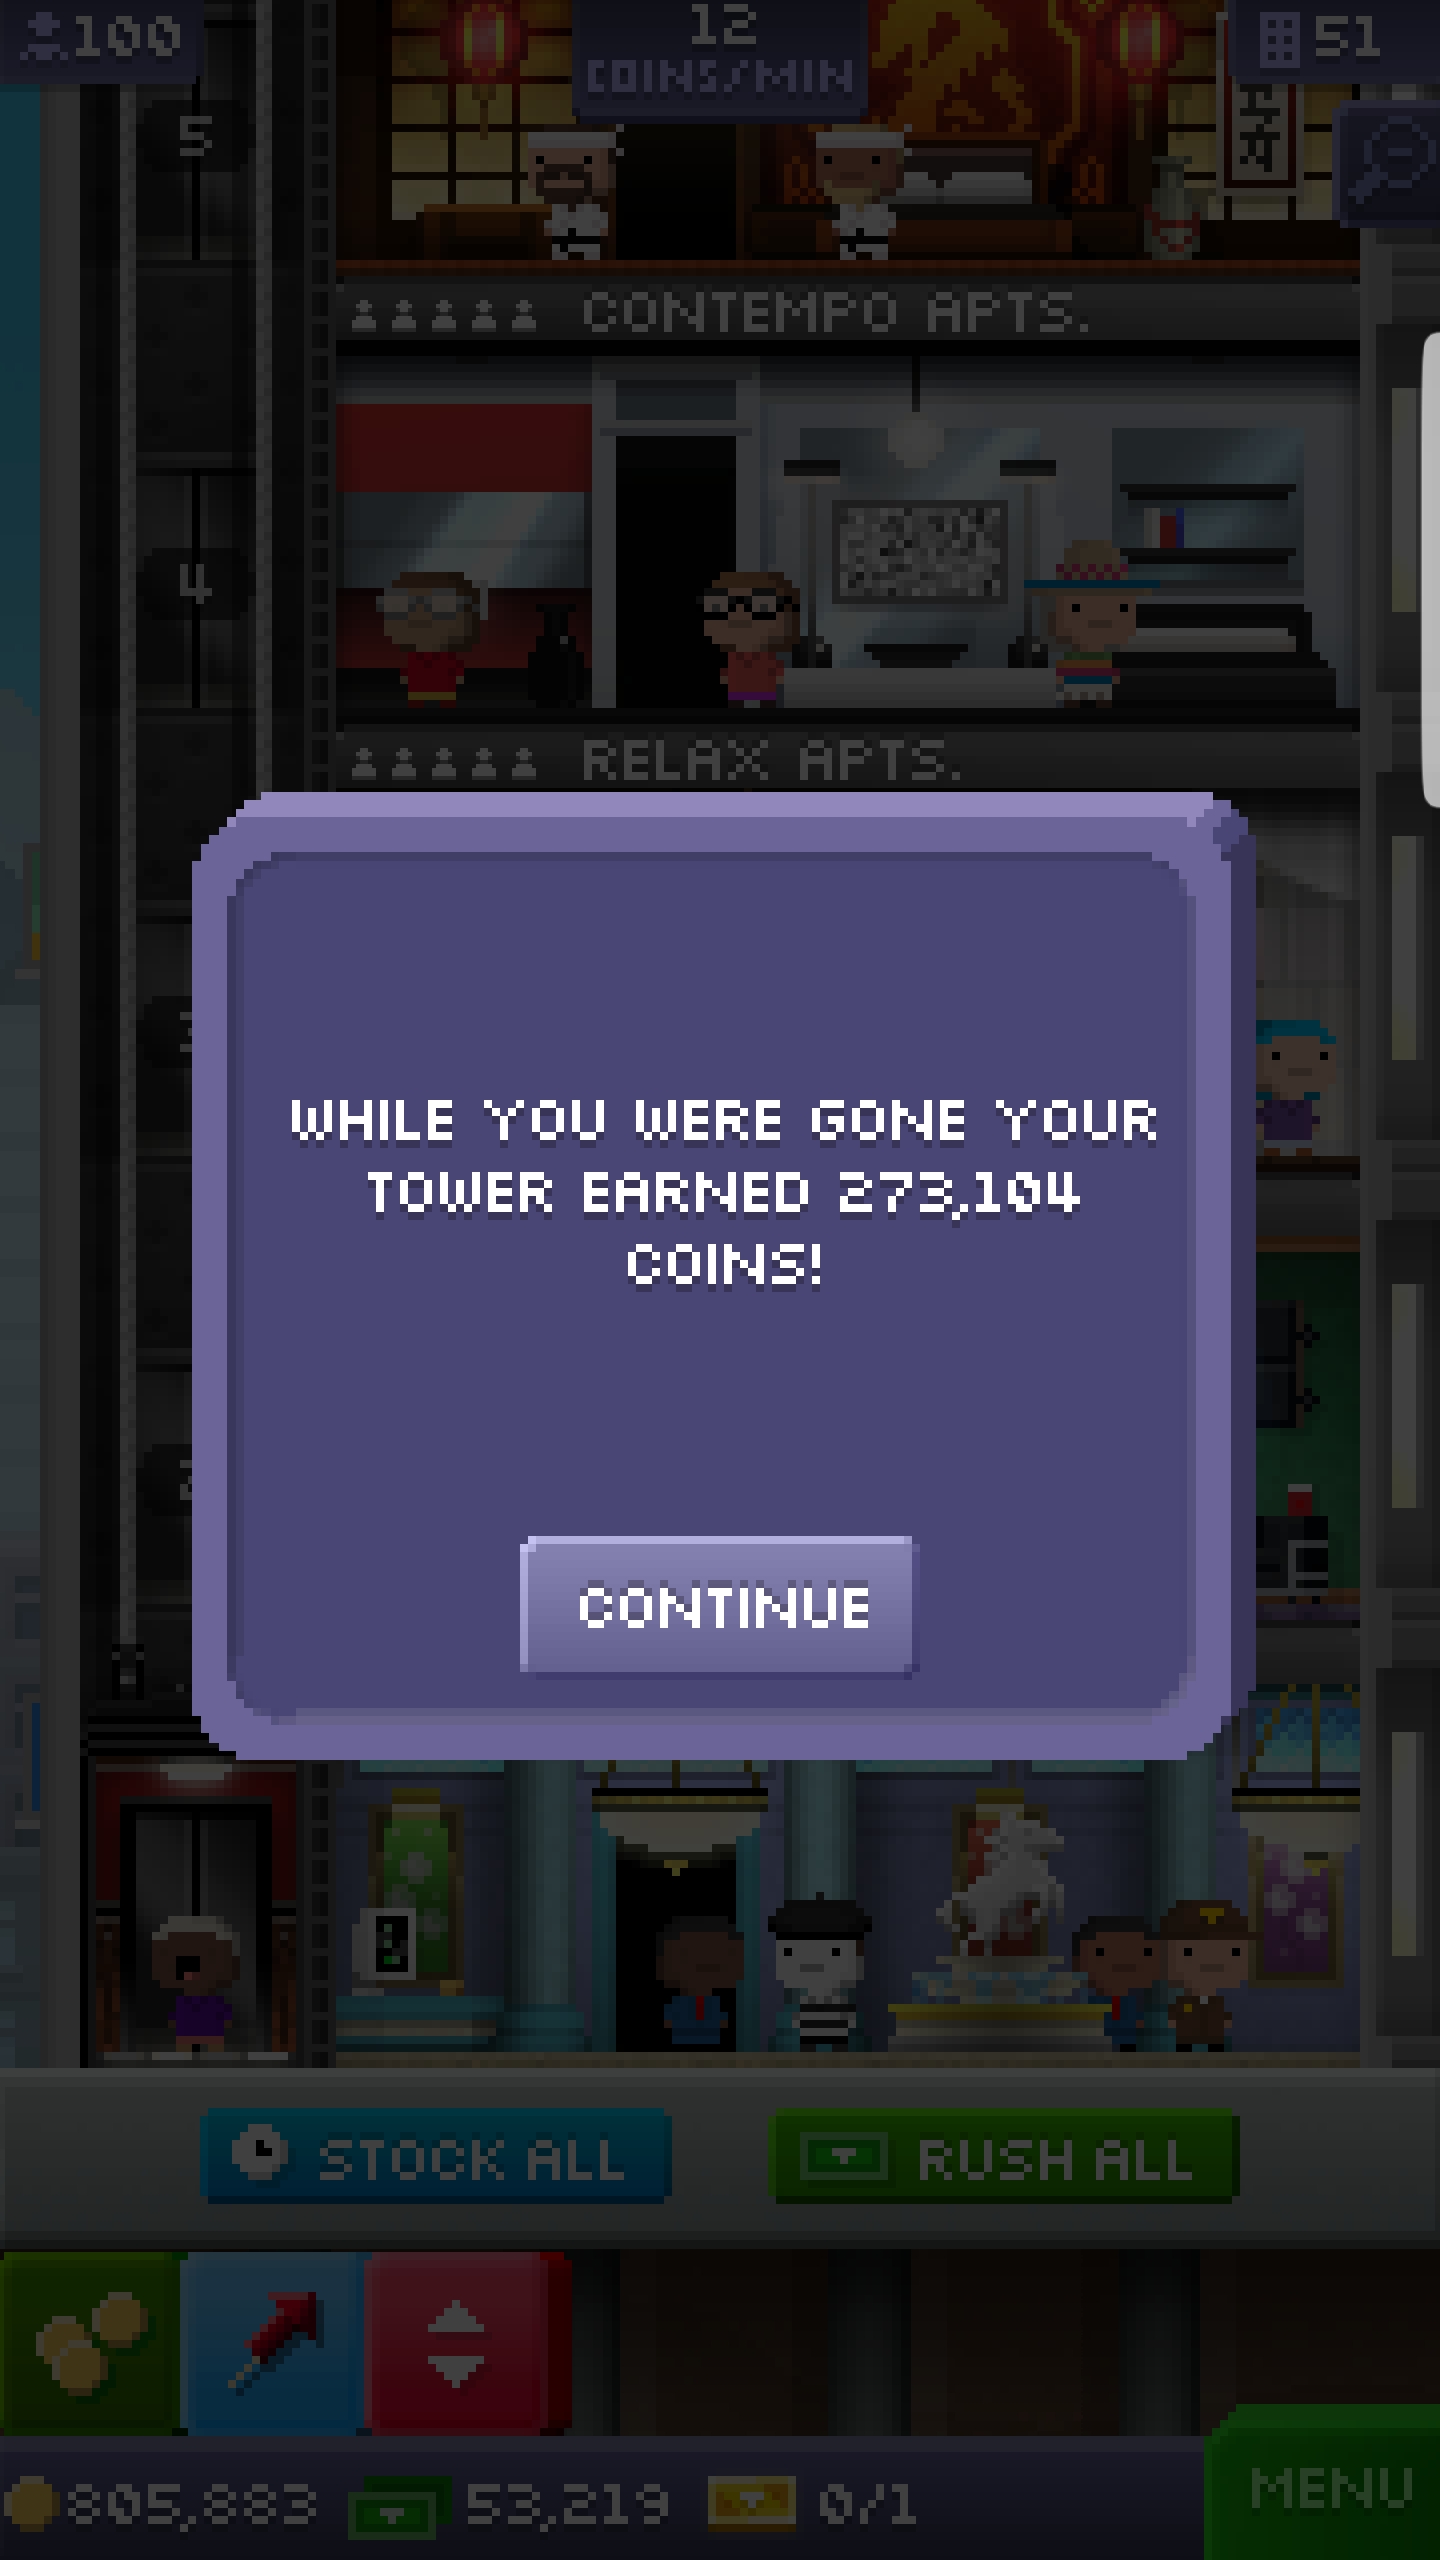 100
12
COINS/MIN
51
5
CONTEMPO APTS.
4
RELAX APTS.
WHILE YOU WERE GONE YOUR
TOWER EARNED 273,104
COINS!
CONTINUE
STOCK ALL
RUSH ALL
805,883
53,219
0/1
MENU